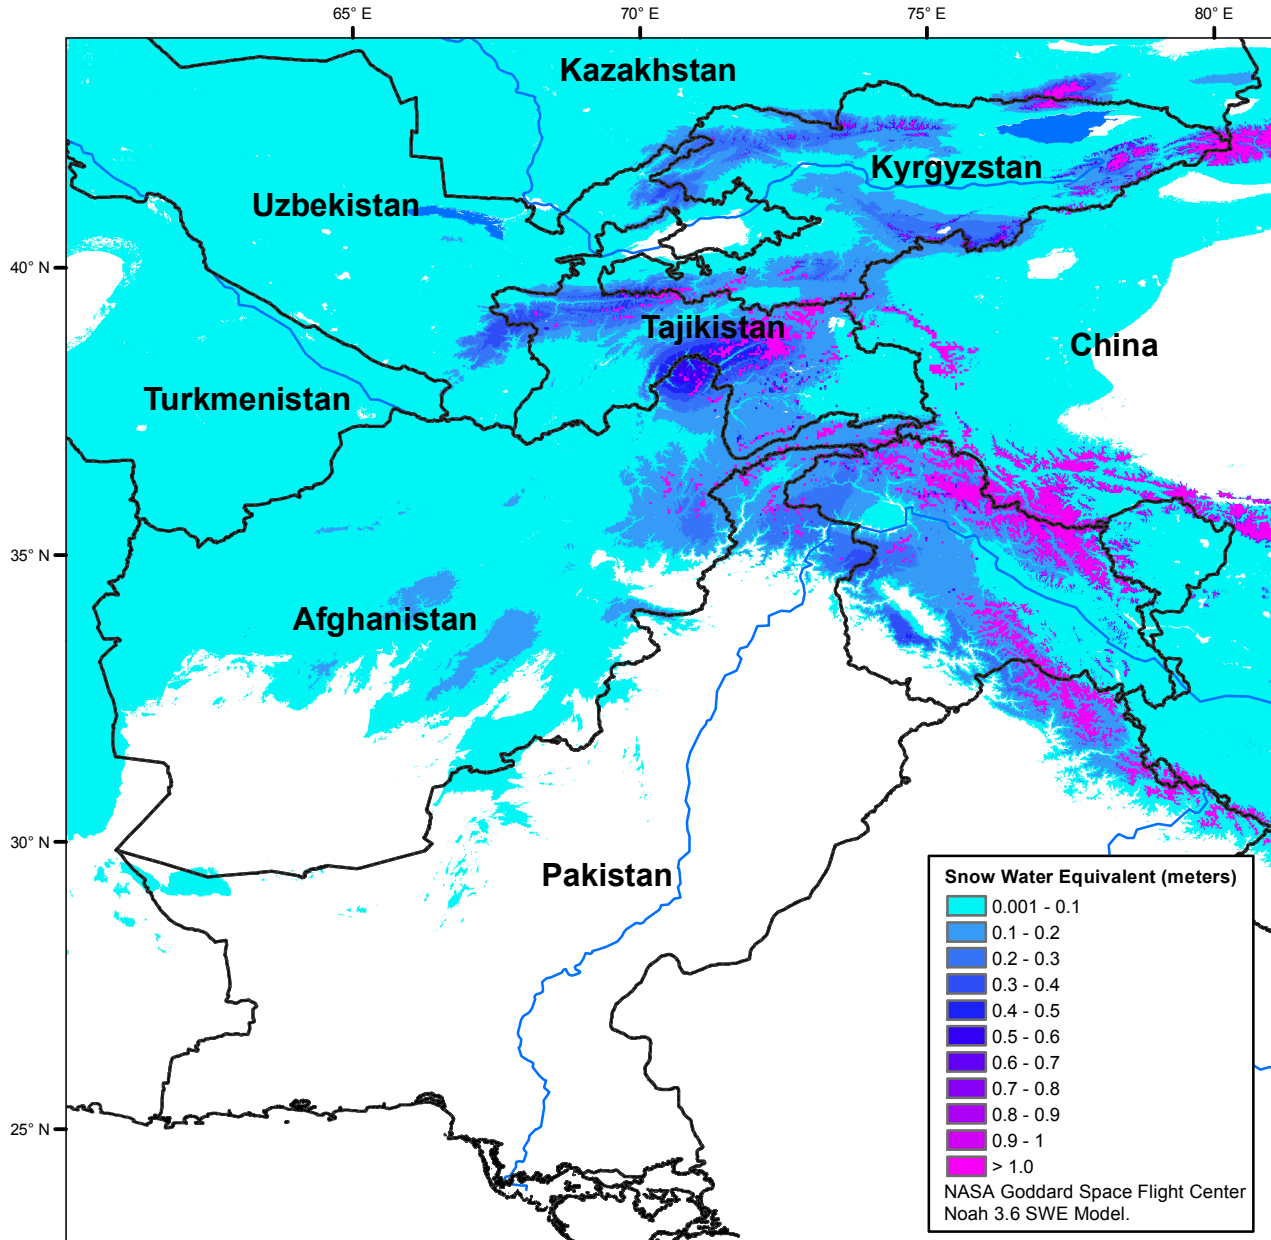 65° E 70° E 75° E 80° E
Kazakhstan
Kyrgyzstan
Uzbekistan
40° N
Tajikistan
China
Turkmenistan
35° N
Afghanistan
30° N
Pakistan
25° N
Snow Water Equivalent (meters)
0.001 - 0.1
0.1 - 0.2
0.2 - 0.3
0.3 - 0.4
0.4 - 0.5
0.5 - 0.6
0.6 - 0.7
0.7 - 0.8
0.8 - 0.9
0.9 - 1
> 1.0
NASA Goddard Space Flight Center
Noah 3.6 SWE Model.